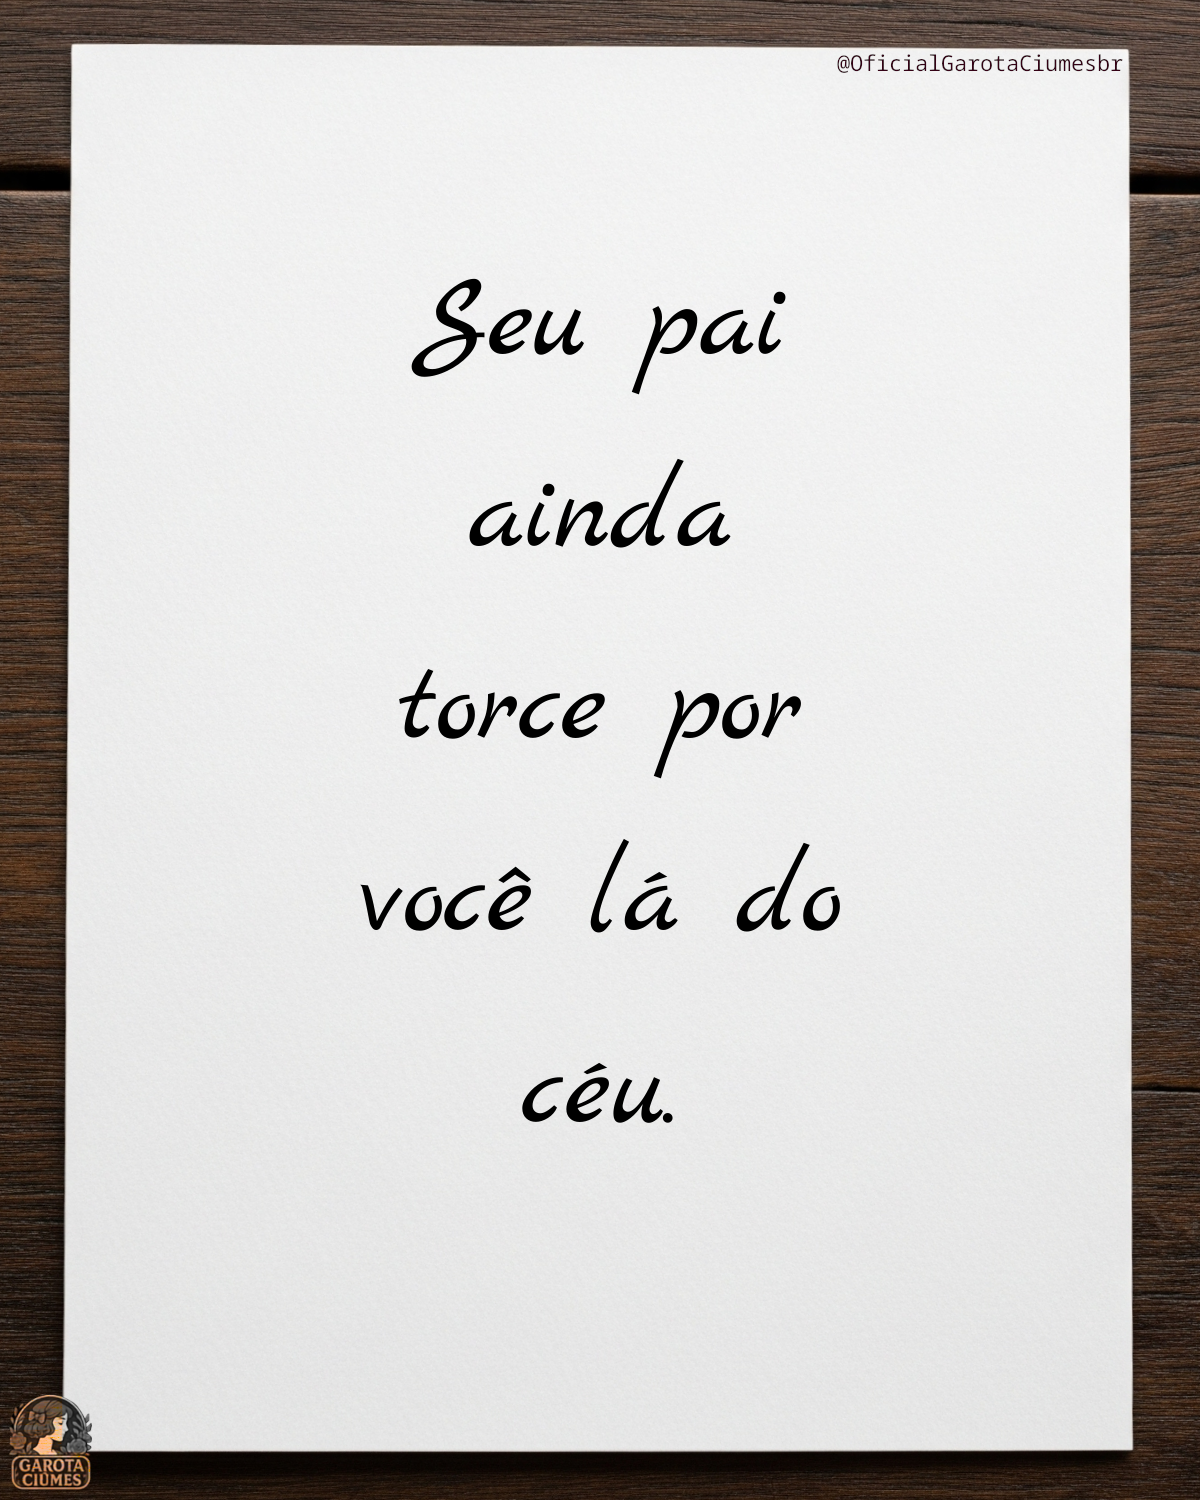 @OficialGarotaCiumesbr
Seu pai
ainda
torce por
você lá do
céu.
GAROTA
CIÚMES